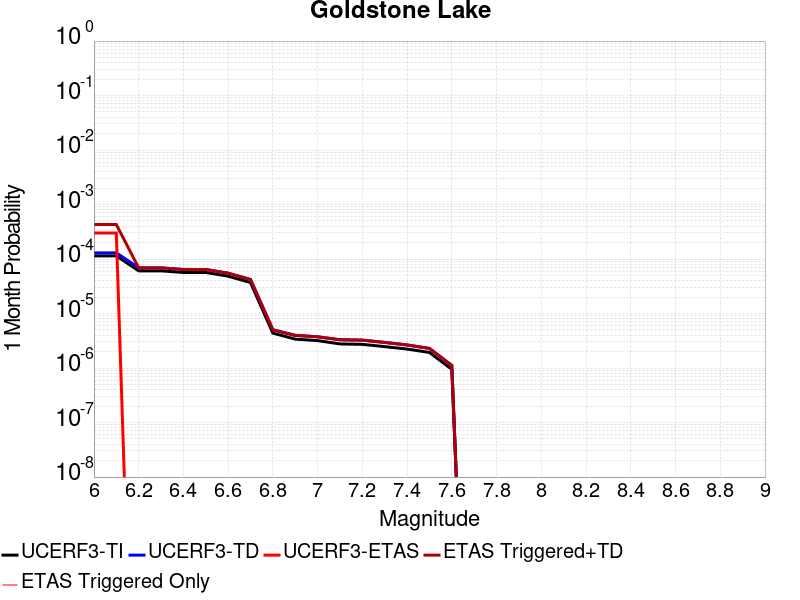 Goldstone Lake
1 Month Probability
10^0
10^-1
10^-2
10^-3
10^-4
10^-5
10^-6
10^-7
10^-8
6 6.2 6.4 6.6 6.8 7 7.2 7.4 7.6 7.8 8 8.2 8.4 8.6 8.8 9
Magnitude
UCERF3-TI UCERF3-TD UCERF3-ETAS ETAS Triggered+TD
ETAS Triggered Only